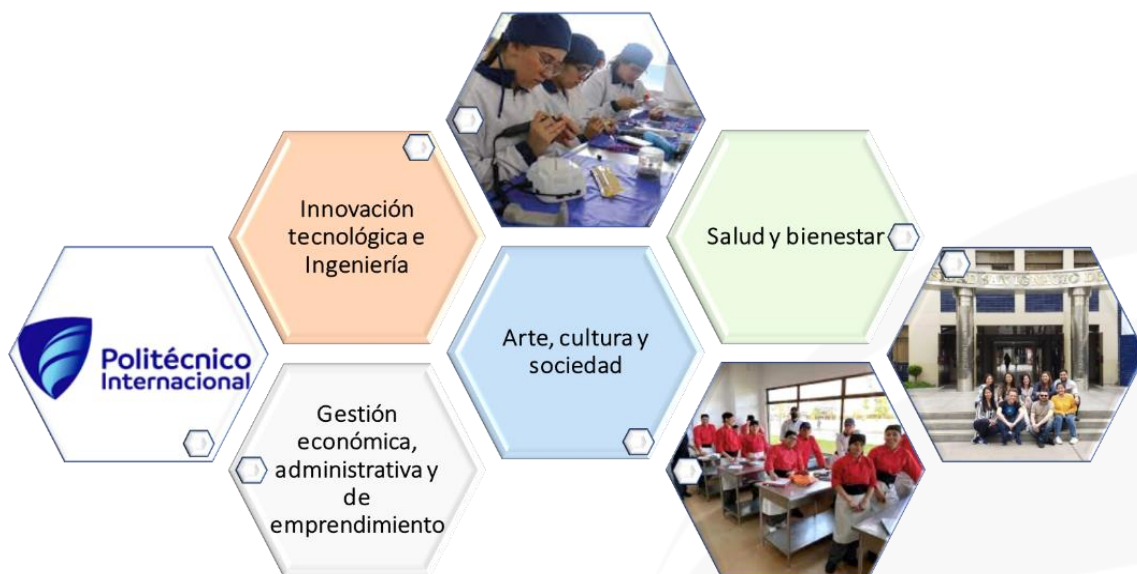 Innovación
tecnológica e
Ingeniería
Salud y bienestar
Politécnico
Internacional
Arte, cultura y
sociedad
Gestión
económica,
administrativa y
de
emprendimiento